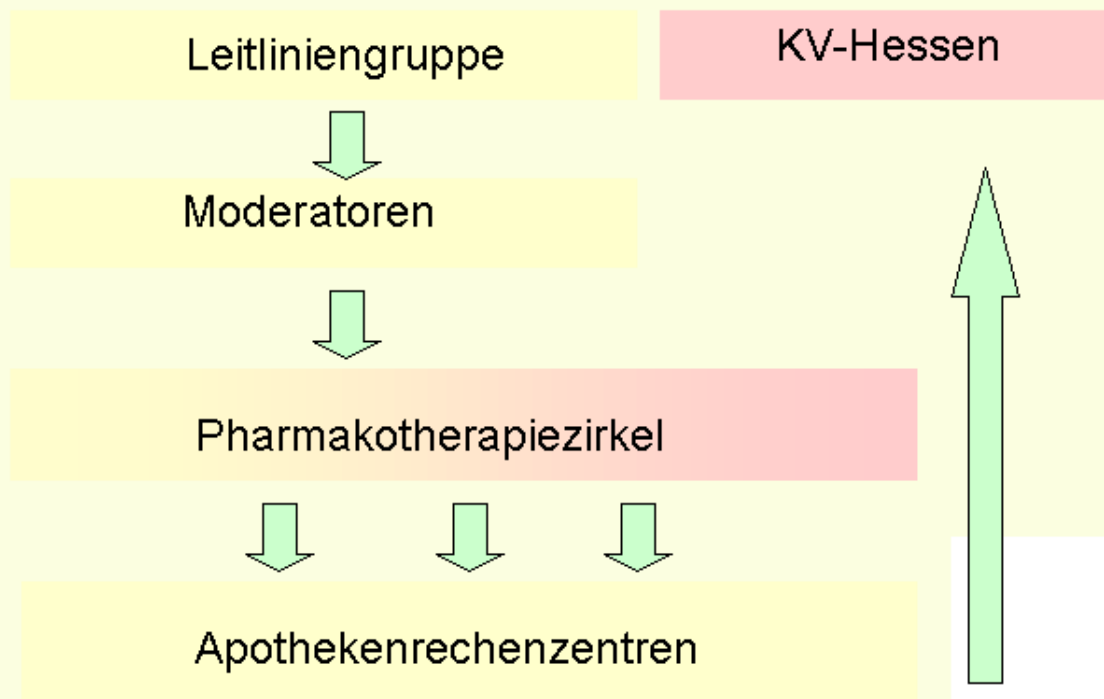 Leitliniengruppe
KV-Hessen
Moderatoren
Pharmakotherapiezirkel
Apothekenrechenzentren